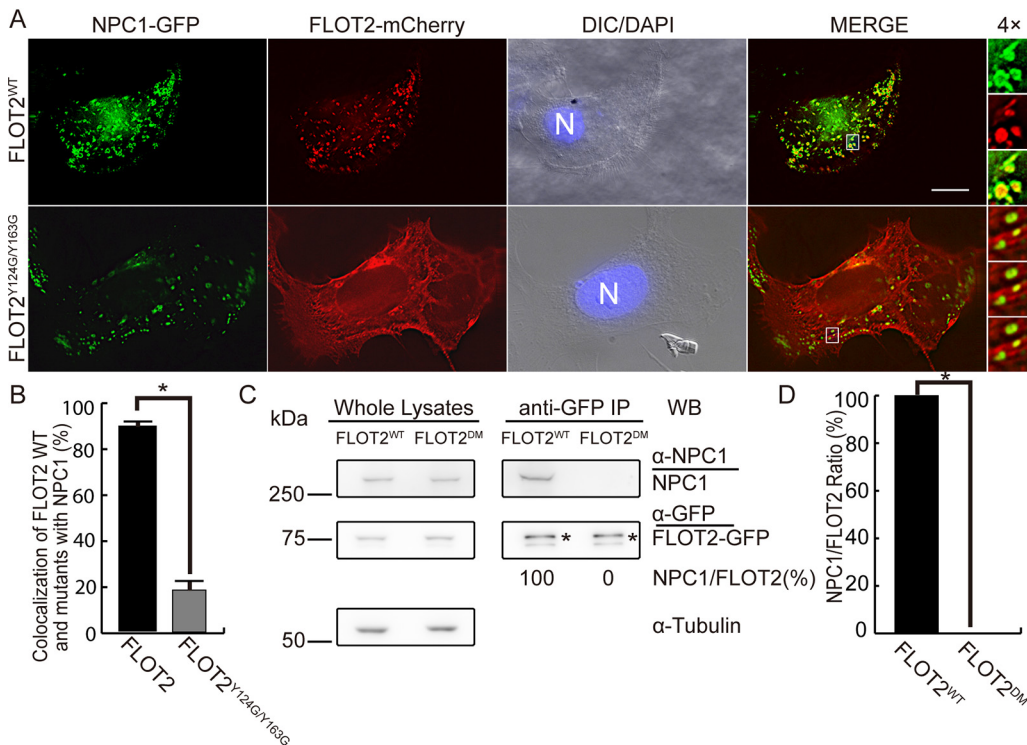 A
NPC1-GFP FLOT2-mCherry DIC/DAPI MERGE 4×
FLOT2WT
N
FLOT2Y124G/Y163G
N
B
Colocalization of FLOT2 WT
and mutants with NPC1 (%)
100
80
60
40
20
0
*
FLOT2
FLOT2Y124G/Y163G
C
kDa
Whole Lysates anti-GFP IP WB
FLOT2WT FLOT2DM FLOT2WT FLOT2DM
α-NPC1
NPC1
250
α-GFP
75 * * FLOT2-GFP
100 0 NPC1/FLOT2(%)
50 α-Tubulin
D
NPC1/FLOT2 Ratio (%)
100
80
60
40
20
0
*
FLOT2WT
FLOT2DM